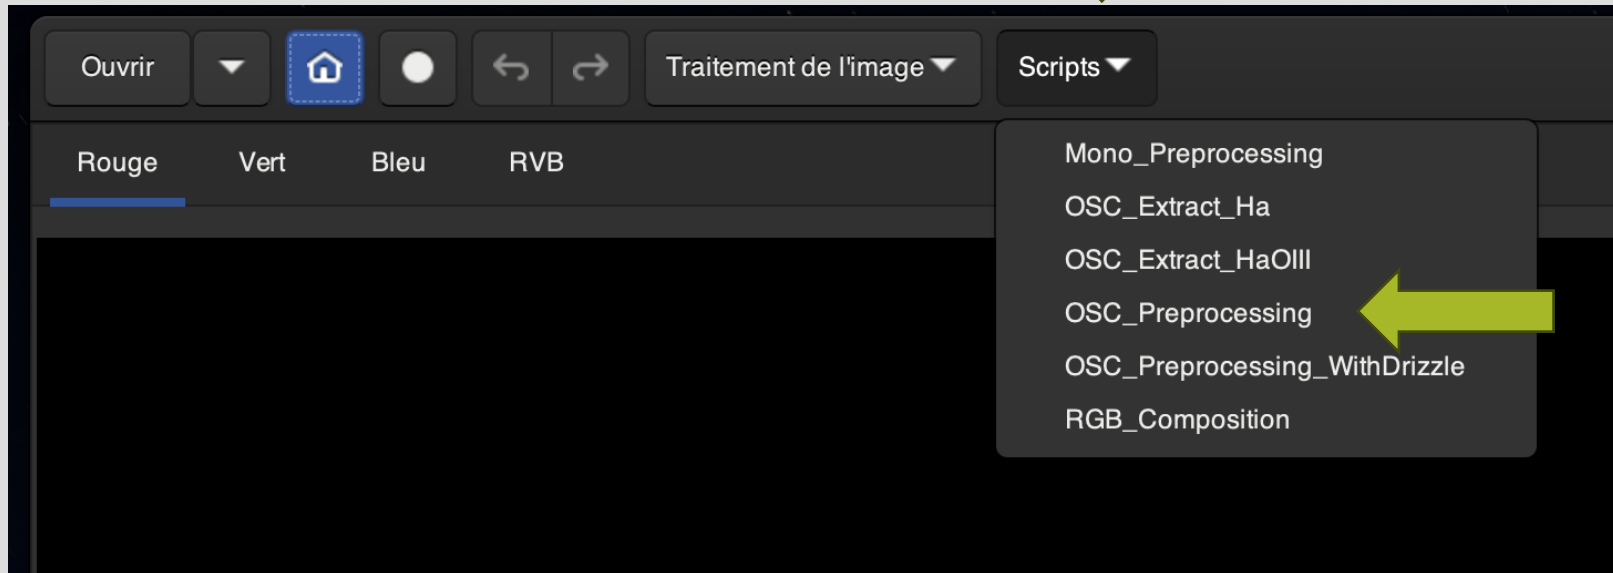 Ouvrir Traitement de l'image Scripts
Rouge Vert Bleu RVB
Mono_Preprocessing
OSC_Extract_Ha
OSC_Extract_HaOIII
OSC_Preprocessing
OSC_Preprocessing_WithDrizzle
RGB_Composition